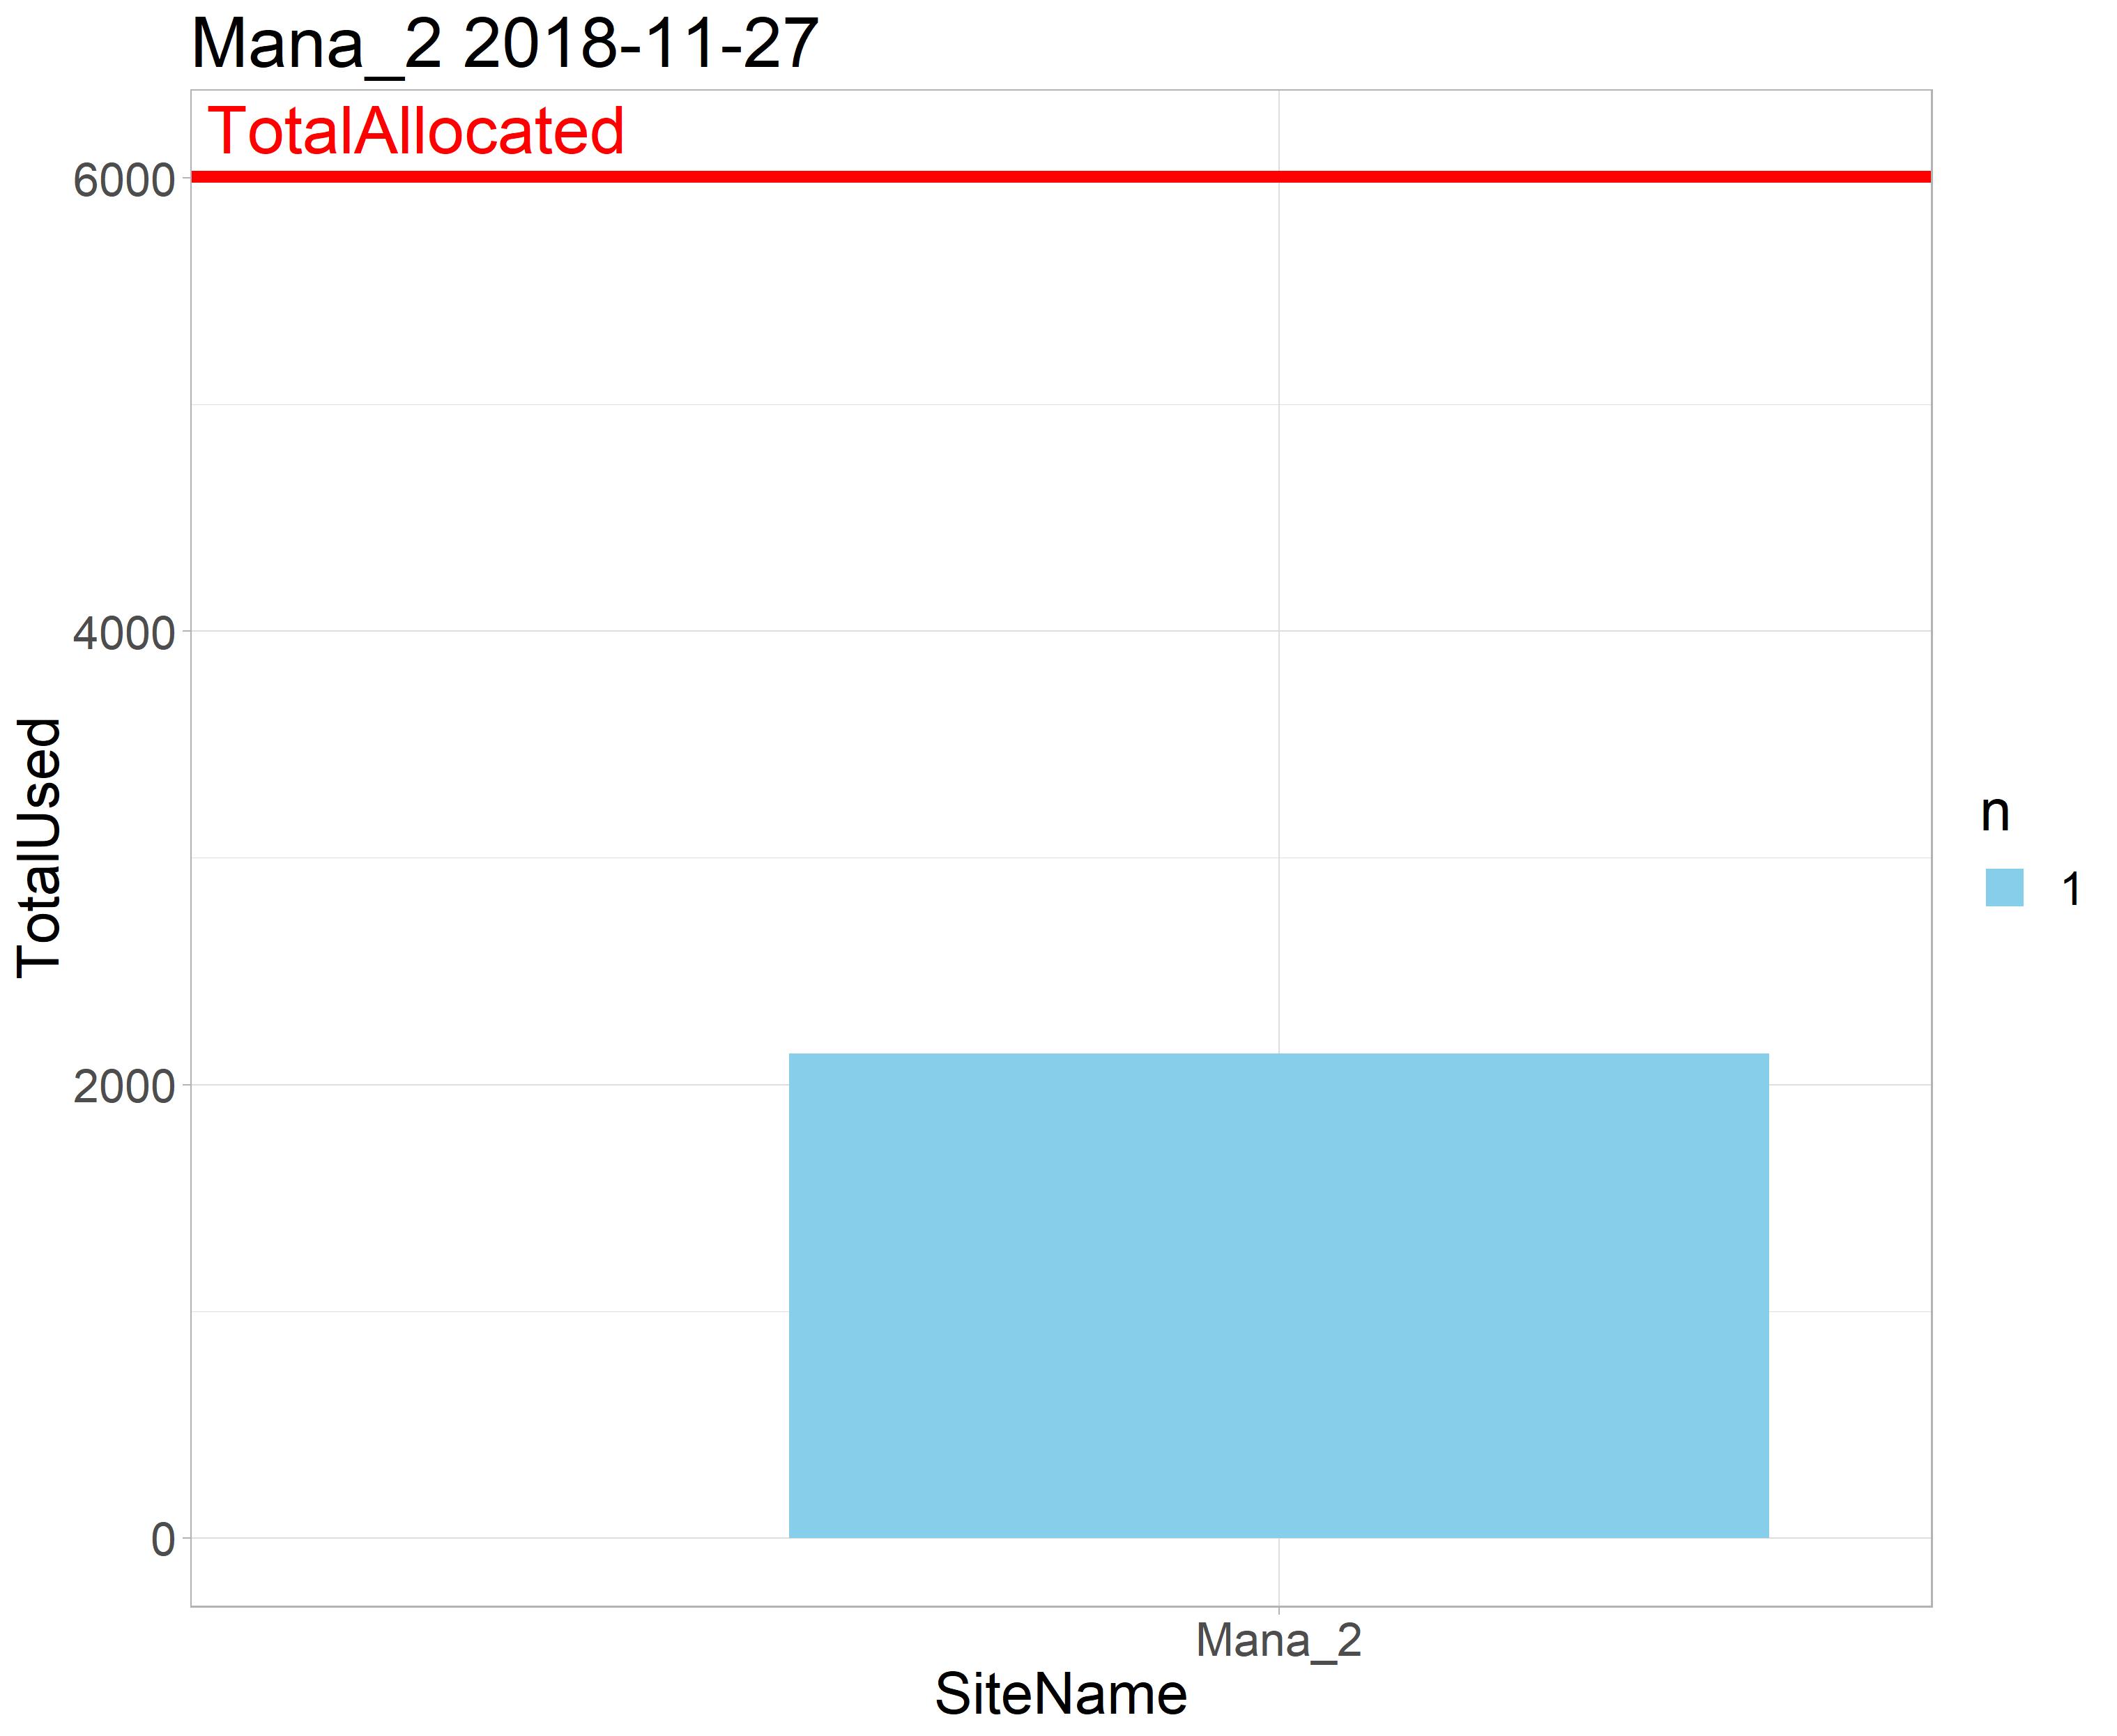 Mana_2 2018-11-27
TotalAllocated
6000
4000
2000
0
TotalUsed
Mana_2
SiteName
n
1